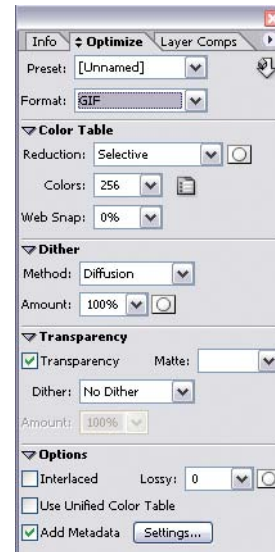 Info Optimize Layer Comps
Preset: [Unnamed]
Format: GIF
Color Table
Reduction: Selective
Colors: 256
Web Snap: 0%
Dither
Method: Diffusion
Amount: 100%
Transparency
Transparency Matte:
Dither: No Dither
Amount: 100%
Options
Interlaced Lossy: 0
Use Unified Color Table
Add Metadata Settings...